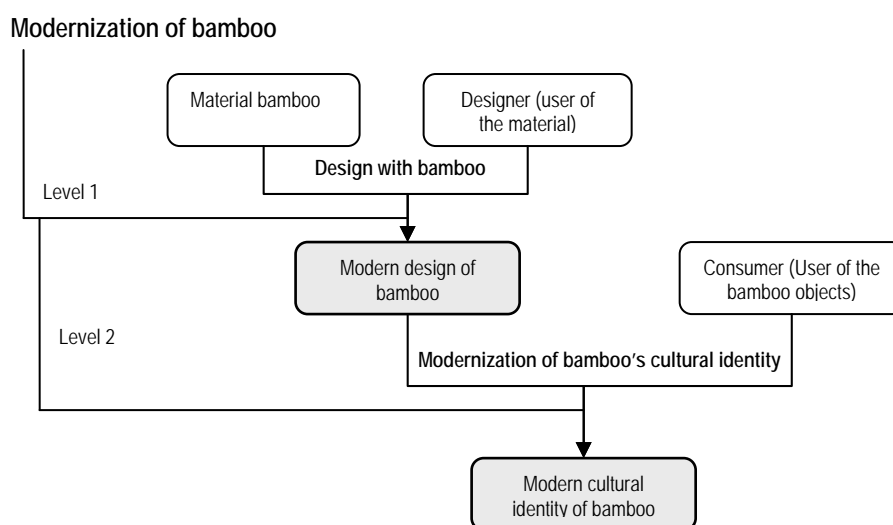 Modernization of bamboo
Material bamboo
Designer (user of
the material)
Design with bamboo
Level 1
Modern design of
bamboo
Consumer (User of the
bamboo objects)
Level 2
Modernization of bamboo's cultural identity
Modern cultural
identity of bamboo